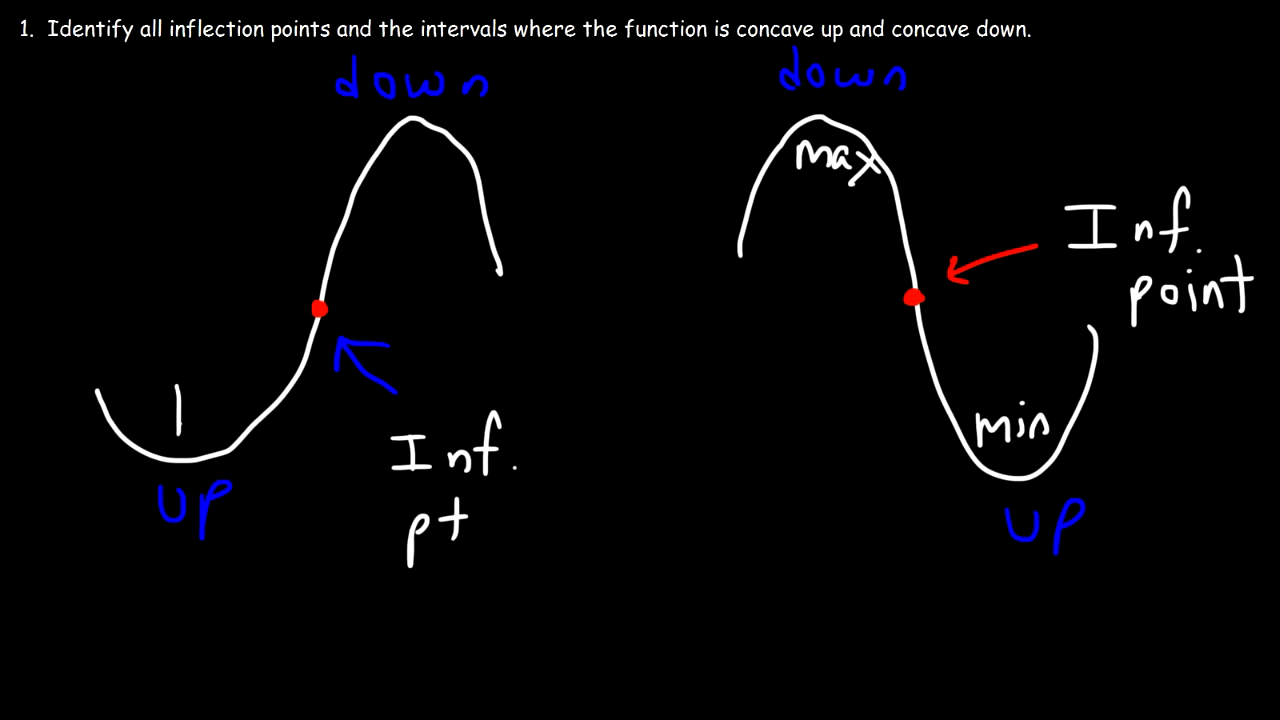 1. Identify all inflection points and the intervals where the function is concave up and concave down.
down
up
Inf.
pt
down
max
Inf.
point
min
up